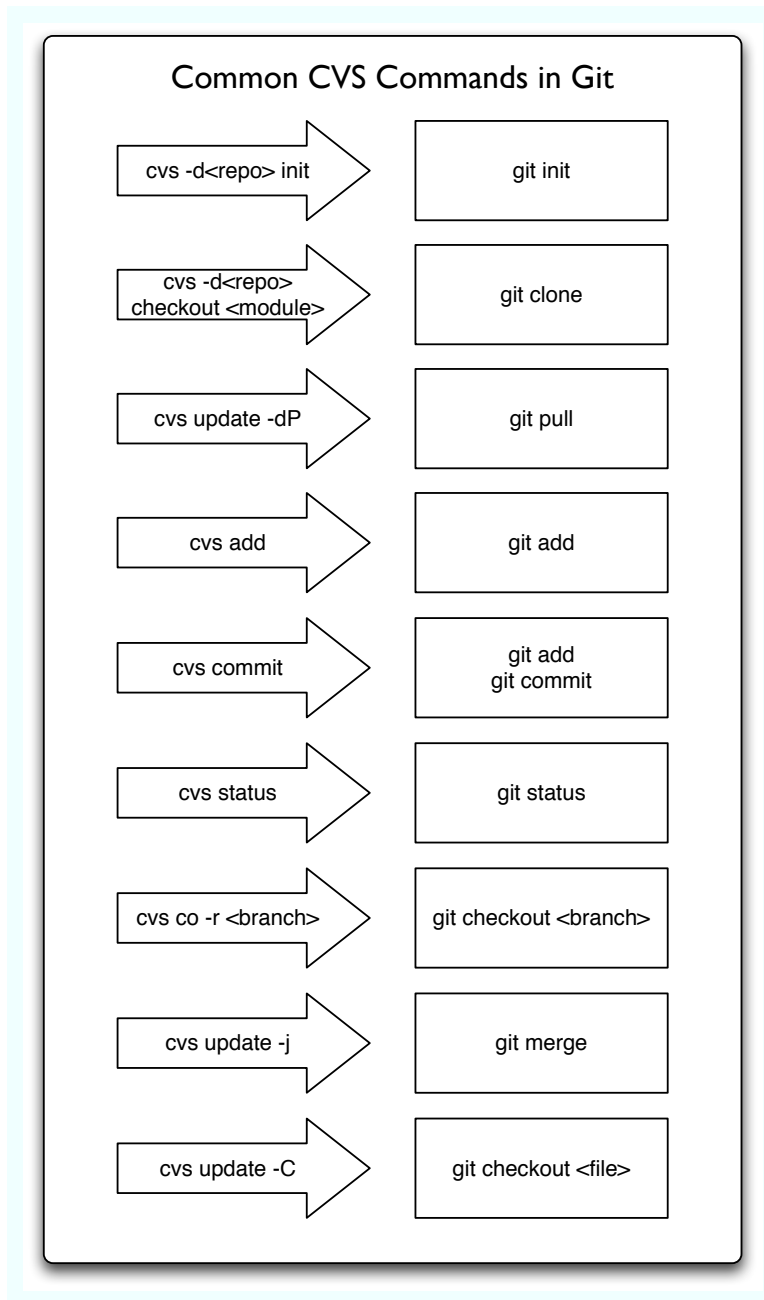 Common CVS Commands in Git
cvs -d<repo> init
git init
cvs -d<repo>
checkout <module>
git clone
cvs update -dP
git pull
cvs add
git add
cvs commit
git add
git commit
cvs status
git status
cvs co -r <branch>
git checkout <branch>
cvs update -j
git merge
cvs update -C
git checkout <file>